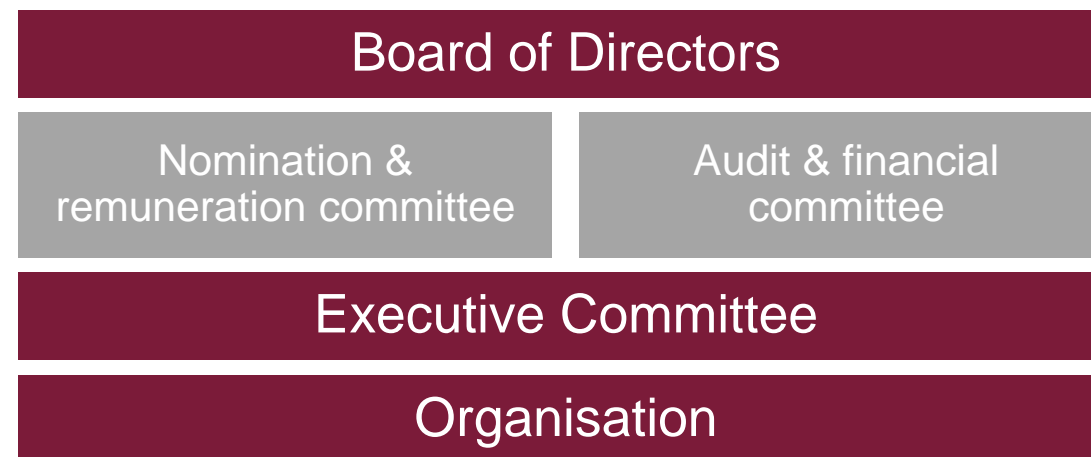 Board of Directors
Nomination &
remuneration committee
Audit & financial
committee
Executive Committee
Organisation